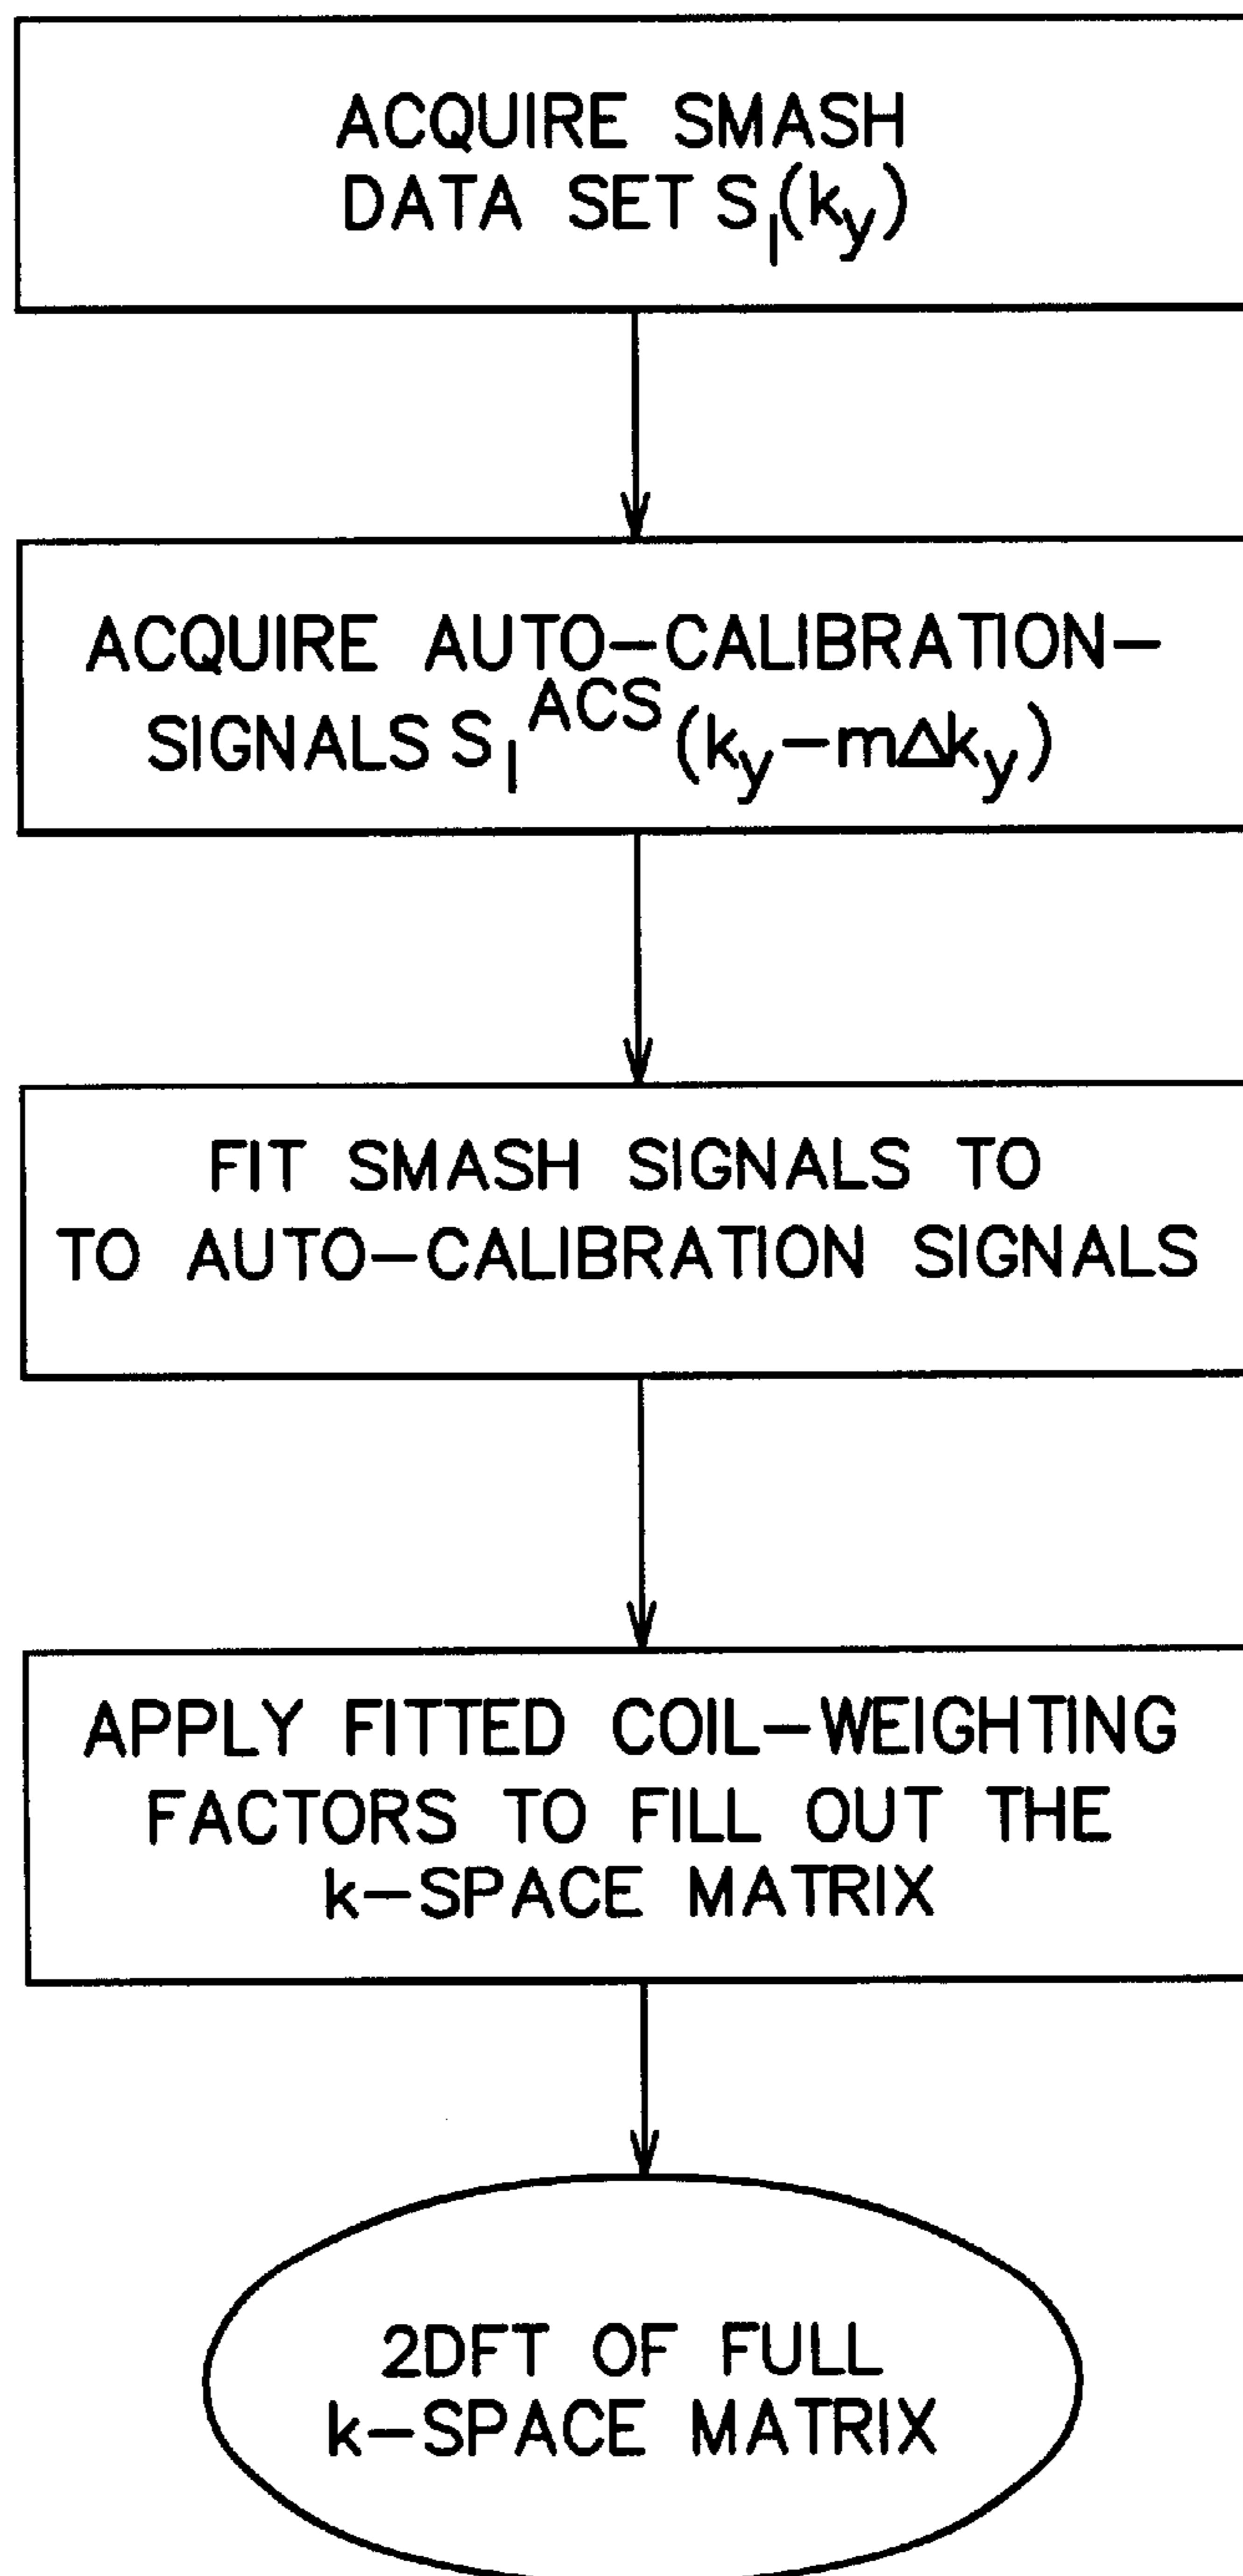 ACQUIRE SMASH
DATA SET S_l(k_y)
ACQUIRE AUTO-CALIBRATION-
SIGNALS S_l^ACS(k_y-mΔk_y)
FIT SMASH SIGNALS TO
TO AUTO-CALIBRATION SIGNALS
APPLY FITTED COIL-WEIGHTING
FACTORS TO FILL OUT THE
k-SPACE MATRIX
2DFT OF FULL
k-SPACE MATRIX